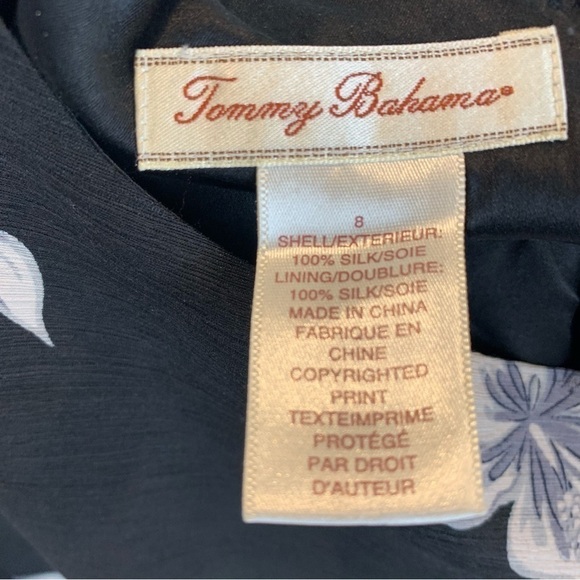 Tommy Bahama®
8
SHELL/EXTERIEUR:
100% SILK/SOIE
LINING/DOUBLURE:
100% SILK/SOIE
MADE IN CHINA
FABRIQUE EN
CHINE
COPYRIGHTED
PRINT
TEXTEIMPRIME
PROTÉGÉ
PAR DROIT
D'AUTEUR